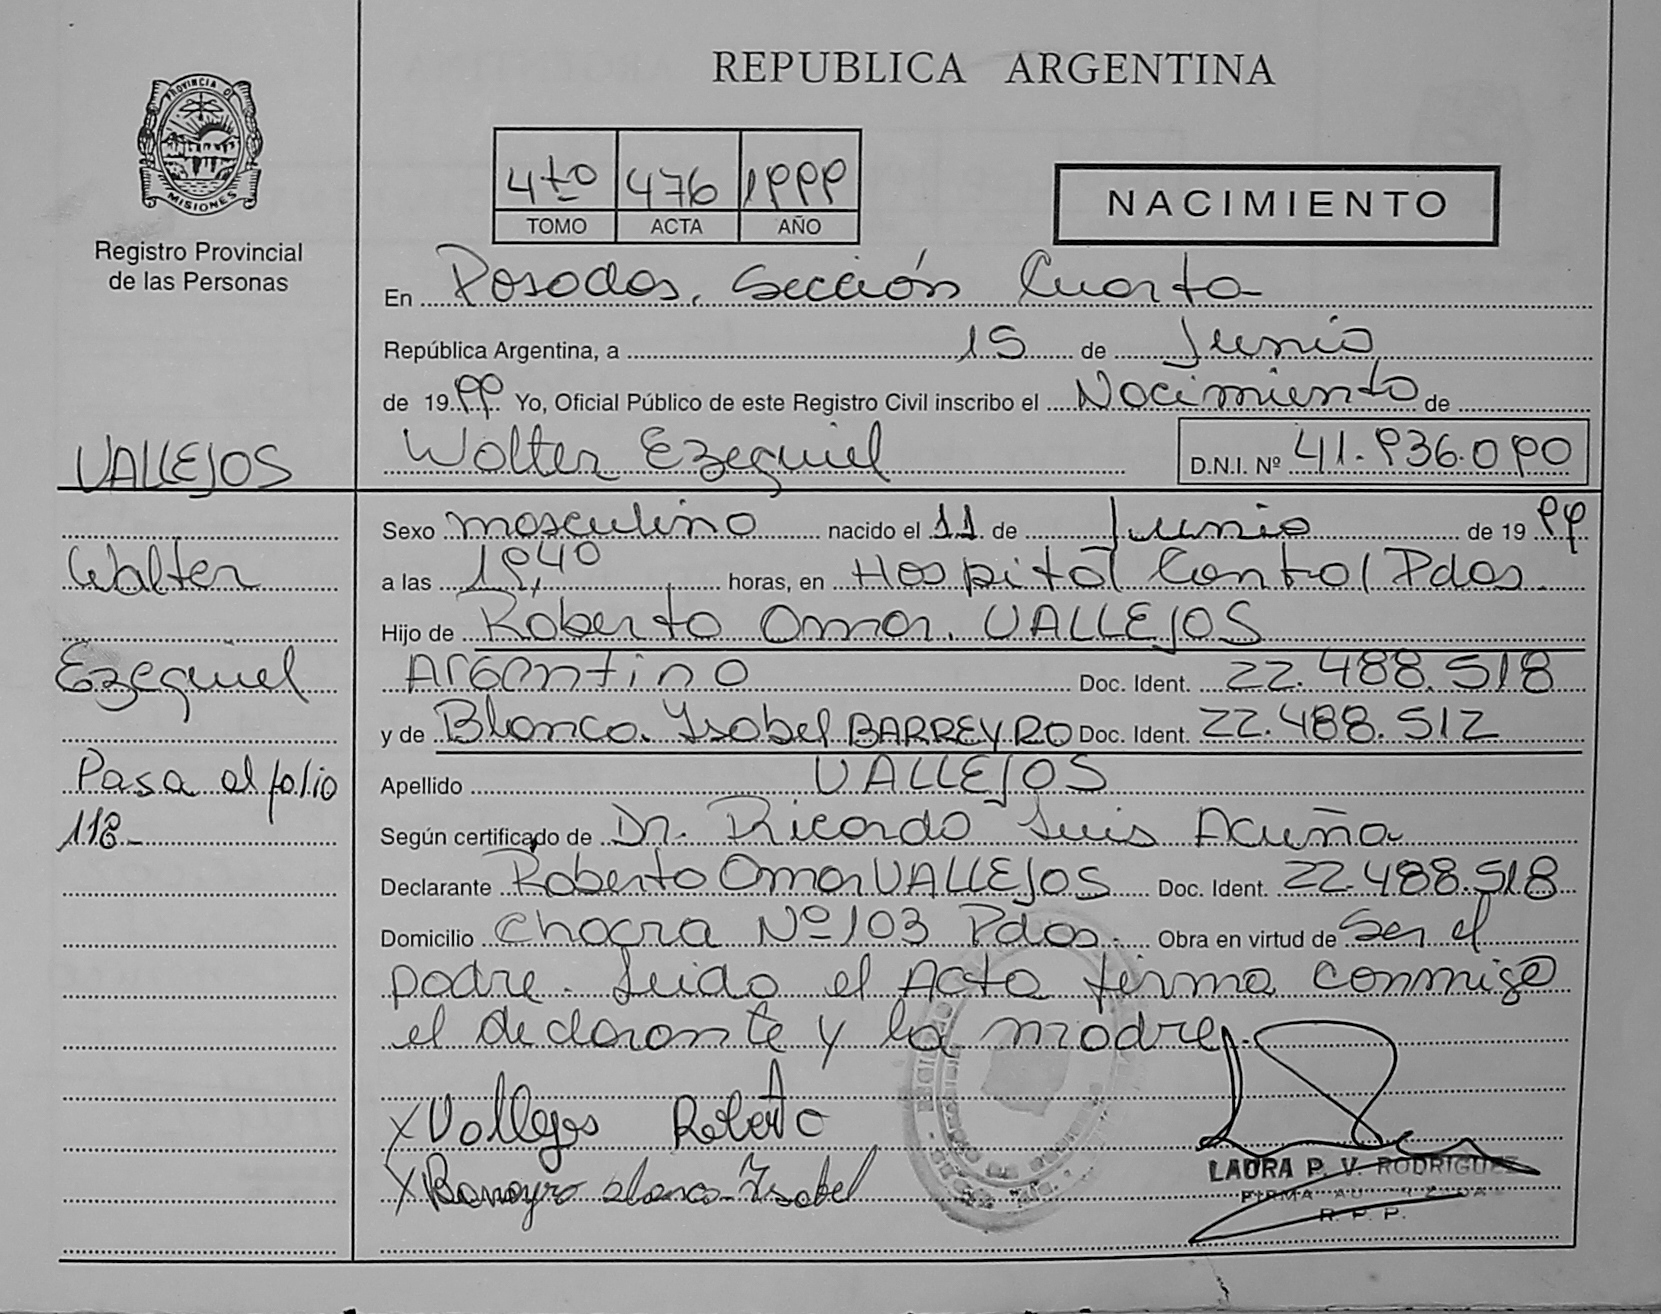 PROVINCIA DE
MISIONES
Registro Provincial
de las Personas
REPUBLICA ARGENTINA
4to 476 1999
TOMO ACTA AÑO
NACIMIENTO
En Posadas, Sección Cuarta
República Argentina, a 15 de Junio
de 1999 Yo, Oficial Público de este Registro Civil inscribo el Nacimiento de
VALLEJOS
Walter Ezequiel D.N.I. Nº 41.936.090
Sexo masculino nacido el 11 de Junio de 1999
Walter
a las horas, en Hospital Central Pdas.
Hijo de Roberto Omar VALLEJOS
Ezequiel
Argentino Doc. Ident. 22.488.518
y de Blanca Ysabel BARREYRO Doc. Ident. 22.488.512
Pasa al folio
118-
Apellido VALLEJOS
Según certificado de Dr. Ricardo Luis Acuña
Declarante Roberto Omar VALLEJOS Doc. Ident. 22.488.518
Domicilio Chacra Nº 103 Pdas. Obra en virtud de Ser el
padre. Leida el Acta firma conmigo
el declarante y la madre.
X Vallejos Roberto
X Barreyro blanca Ysabel
LAURA P. V. RODRIGUEZ
FIRMA AUTORIZADA
R. P. P.